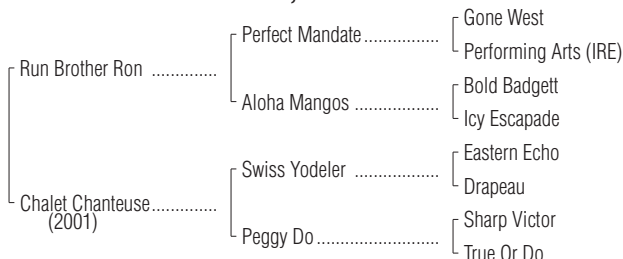 Gone West
Perfect Mandate
Performing Arts (IRE)
Run Brother Ron
Bold Badgett
Aloha Mangos
Icy Escapade
Eastern Echo
Swiss Yodeler
Drapeau
Chalet Chanteuse
(2001)
Sharp Victor
Peggy Do
True Or Do